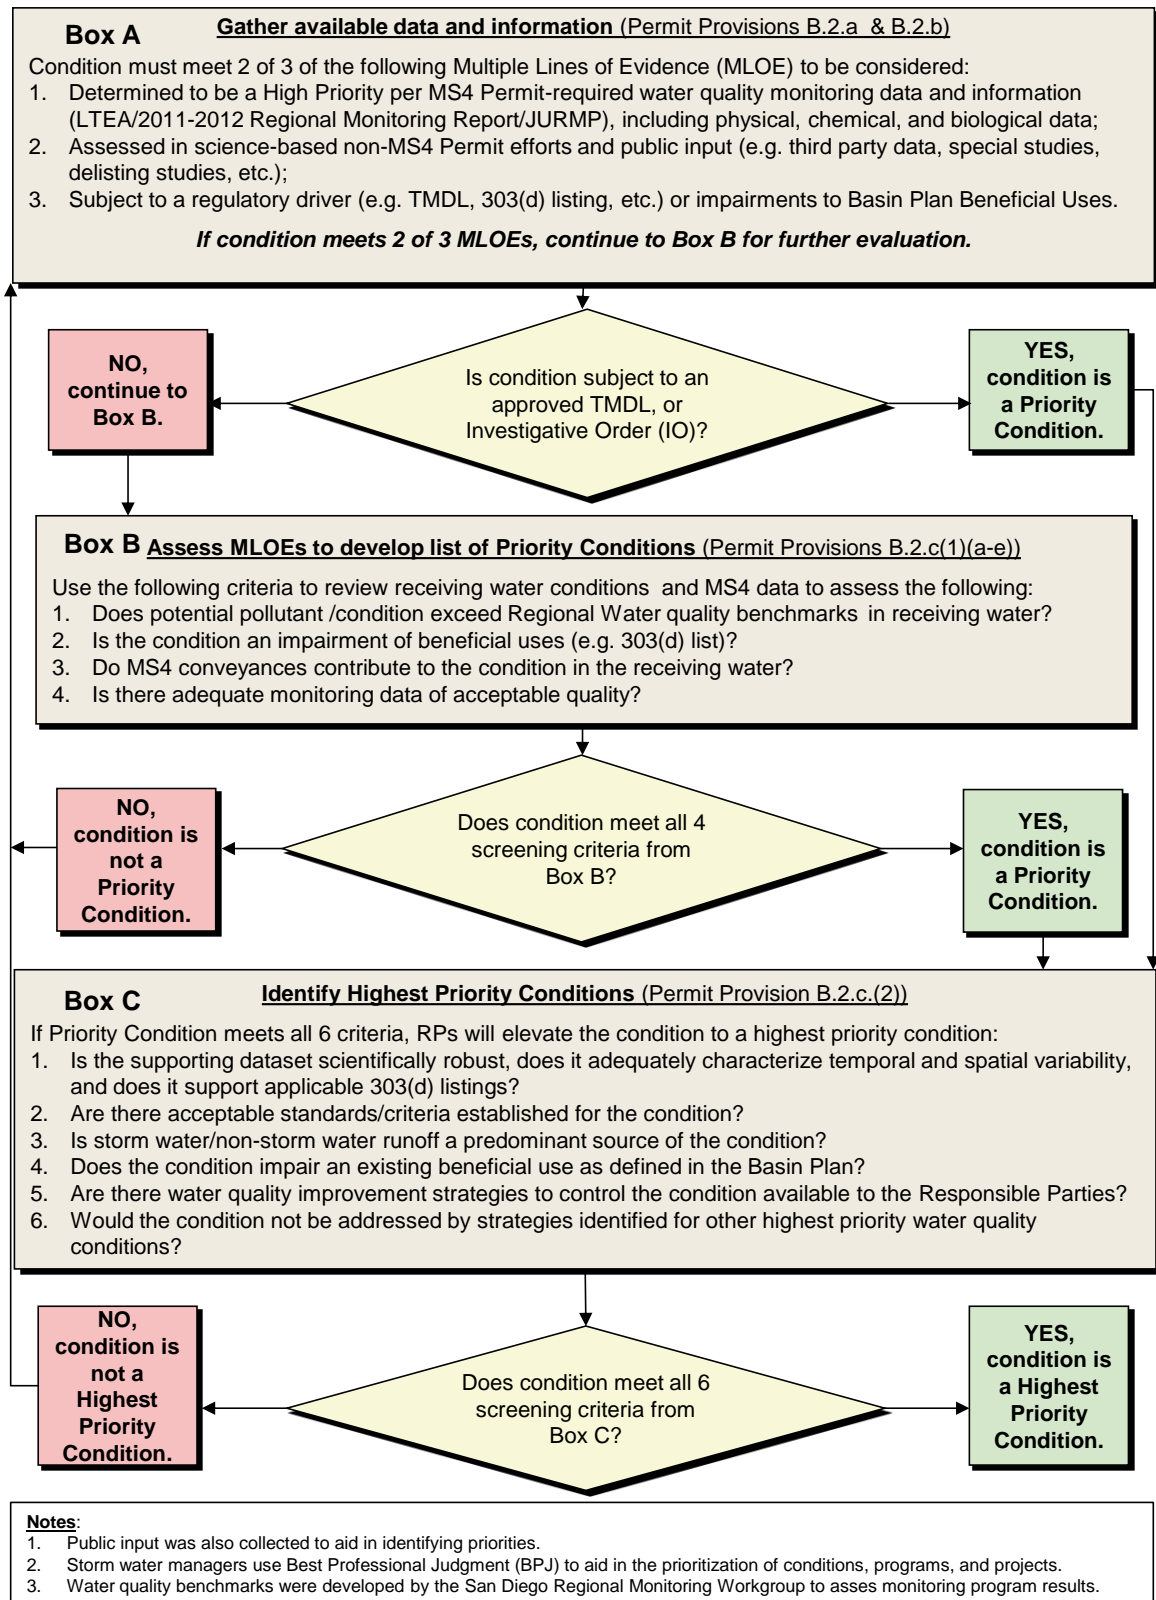 Box A
Gather available data and information (Permit Provisions B.2.a & B.2.b)
Condition must meet 2 of 3 of the following Multiple Lines of Evidence (MLOE) to be considered:
1. Determined to be a High Priority per MS4 Permit-required water quality monitoring data and information
(LTEA/2011-2012 Regional Monitoring Report/JURMP), including physical, chemical, and biological data;
2. Assessed in science-based non-MS4 Permit efforts and public input (e.g. third party data, special studies,
delisting studies, etc.);
3. Subject to a regulatory driver (e.g. TMDL, 303(d) listing, etc.) or impairments to Basin Plan Beneficial Uses.
If condition meets 2 of 3 MLOEs, continue to Box B for further evaluation.
NO,
continue to
Box B.
Is condition subject to an
approved TMDL, or
Investigative Order (IO)?
YES,
condition is
a Priority
Condition.
Box B
Assess MLOEs to develop list of Priority Conditions (Permit Provisions B.2.c(1)(a-e))
Use the following criteria to review receiving water conditions and MS4 data to assess the following:
1. Does potential pollutant /condition exceed Regional Water quality benchmarks in receiving water?
2. Is the condition an impairment of beneficial uses (e.g. 303(d) list)?
3. Do MS4 conveyances contribute to the condition in the receiving water?
4. Is there adequate monitoring data of acceptable quality?
NO,
condition is
not a
Priority
Condition.
Does condition meet all 4
screening criteria from
Box B?
YES,
condition is
a Priority
Condition.
Box C
Identify Highest Priority Conditions (Permit Provision B.2.c.(2))
If Priority Condition meets all 6 criteria, RPs will elevate the condition to a highest priority condition:
1. Is the supporting dataset scientifically robust, does it adequately characterize temporal and spatial variability,
and does it support applicable 303(d) listings?
2. Are there acceptable standards/criteria established for the condition?
3. Is storm water/non-storm water runoff a predominant source of the condition?
4. Does the condition impair an existing beneficial use as defined in the Basin Plan?
5. Are there water quality improvement strategies to control the condition available to the Responsible Parties?
6. Would the condition not be addressed by strategies identified for other highest priority water quality
conditions?
NO,
condition is
not a
Highest
Priority
Condition.
Does condition meet all 6
screening criteria from
Box C?
YES,
condition is
a Highest
Priority
Condition.
Notes:
1. Public input was also collected to aid in identifying priorities.
2. Storm water managers use Best Professional Judgment (BPJ) to aid in the prioritization of conditions, programs, and projects.
3. Water quality benchmarks were developed by the San Diego Regional Monitoring Workgroup to asses monitoring program results.